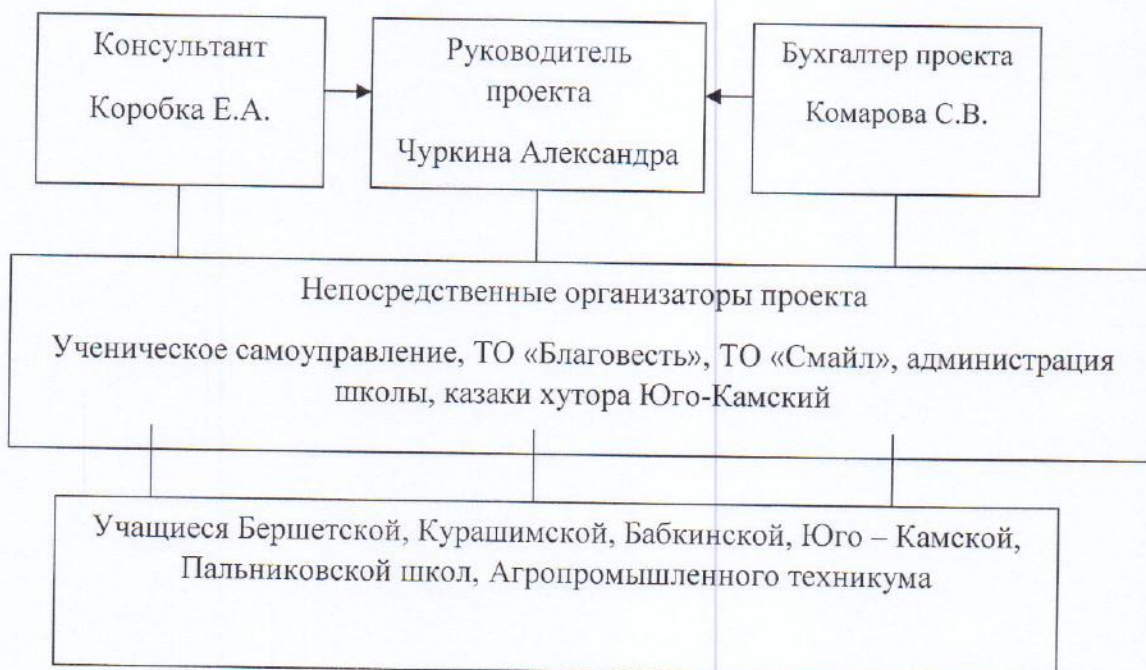 Консультант
Коробка Е.А.
Руководитель
проекта
Чуркина Александра
Бухгалтер проекта
Комарова С.В.
Непосредственные организаторы проекта
Ученическое самоуправление, ТО «Благовесть», ТО «Смайл», администрация
школы, казаки хутора Юго-Камский
Учащиеся Бершетской, Курашимской, Бабкинской, Юго – Камской,
Пальниковской школ, Агропромышленного техникума